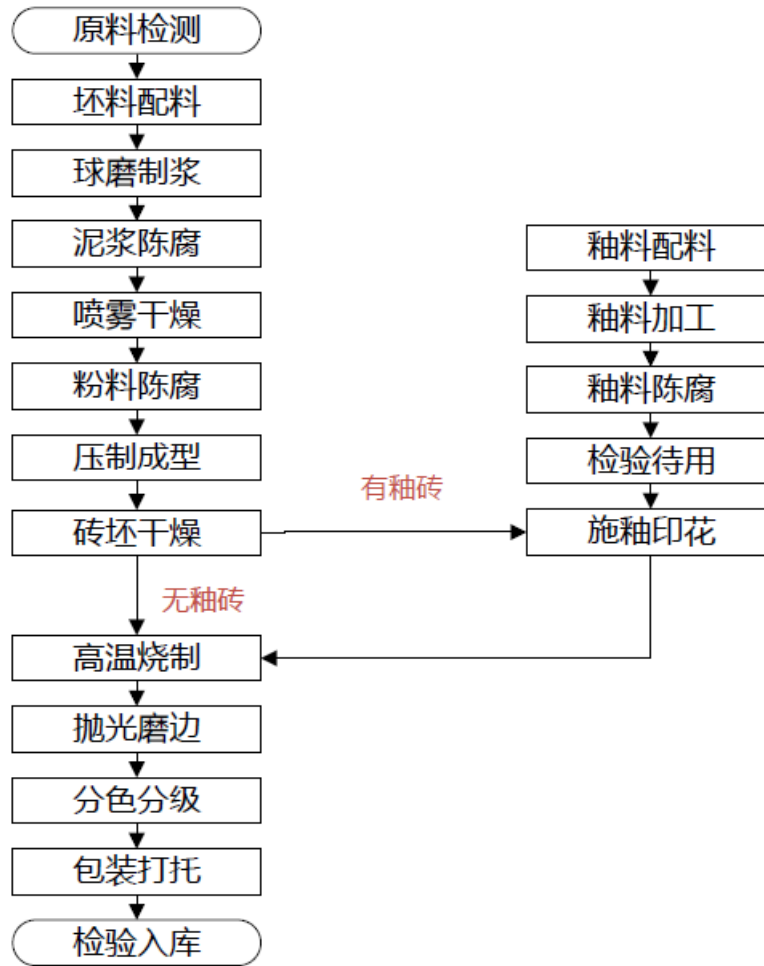 原料检测
坯料配料
球磨制浆
泥浆陈腐
喷雾干燥
粉料陈腐
压制成型
砖坯干燥
有釉砖
无釉砖
釉料配料
釉料加工
釉料陈腐
检验待用
施釉印花
高温烧制
抛光磨边
分色分级
包装打托
检验入库